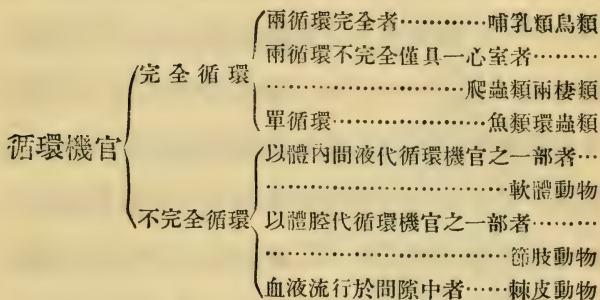 兩循環完全者…………哺乳類鳥類
兩循環不完全僅具一心室者………
完全循環
…………………………爬蟲類兩棲類
單循環……………………魚類環蟲類
循環機官
以體內間液代循環機官之一部者…
…………………………軟體動物
不完全循環
以體腔代循環機官之一部者………
…………………………節肢動物
血液流行於間隙中者……棘皮動物